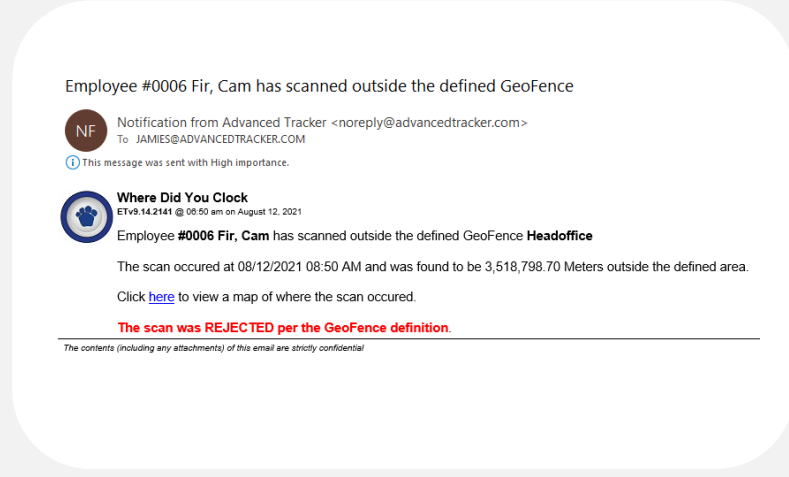 Employee #0006 Fir, Cam has scanned outside the defined GeoFence
NF
Notification from Advanced Tracker <noreply@advancedtracker.com>
To JAMIES@ADVANCEDTRACKER.COM
This message was sent with High importance.
Where Did You Clock
ETv9.14.2141 @ 08:50 am on August 12, 2021
Employee #0006 Fir, Cam has scanned outside the defined GeoFence Headoffice
The scan occured at 08/12/2021 08:50 AM and was found to be 3,518,798.70 Meters outside the defined area.
Click here to view a map of where the scan occured.
The scan was REJECTED per the GeoFence definition.
The contents (including any attachments) of this email are strictly confidential